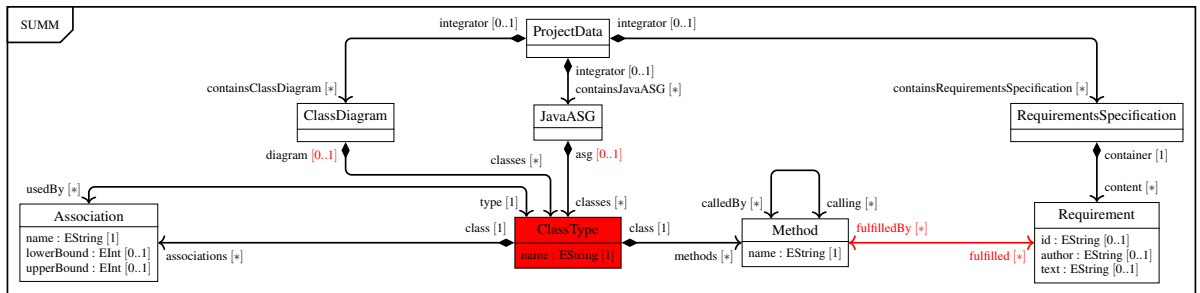 SUMM
integrator [0..1]
ProjectData
integrator [0..1]
integrator [0..1]
containsClassDiagram [*]
containsJavaASG [*]
containsRequirementsSpecification [*]
ClassDiagram
JavaASG
RequirementsSpecification
diagram [0..1]
classes [*]
asg [0..1]
container [1]
usedBy [*]
type [1]
classes [*]
calledBy [*]
calling [*]
content [*]
Association
name : EString [1]
lowerBound : EInt [0..1]
upperBound : EInt [0..1]
class [1]
associations [*]
ClassType
name : EString [1]
class [1]
methods [*]
Method
name : EString [1]
fulfilledBy [*]
fulfilled [*]
Requirement
id : EString [0..1]
author : EString [0..1]
text : EString [0..1]